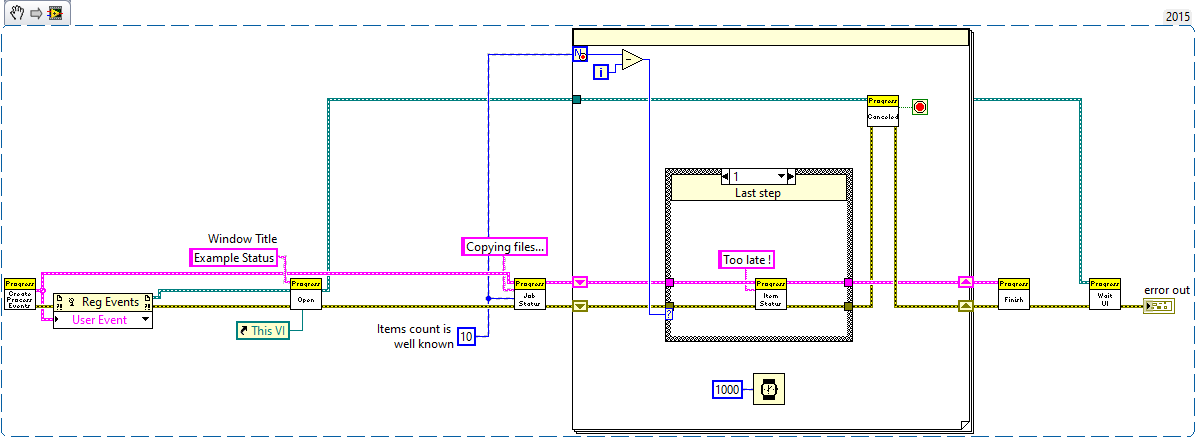 2015
N
i
Progress
Canceled
1
Last step
Window Title
Example Status
Copying files...
Too late !
Progress
Create
Process
Events
Reg Events
User Event
Progress
Open
This VI
Progress
Job
Status
Items count is
well known
10
Progress
Item
Status
?
Progress
Finish
Progress
Wait
UI
error out
1000